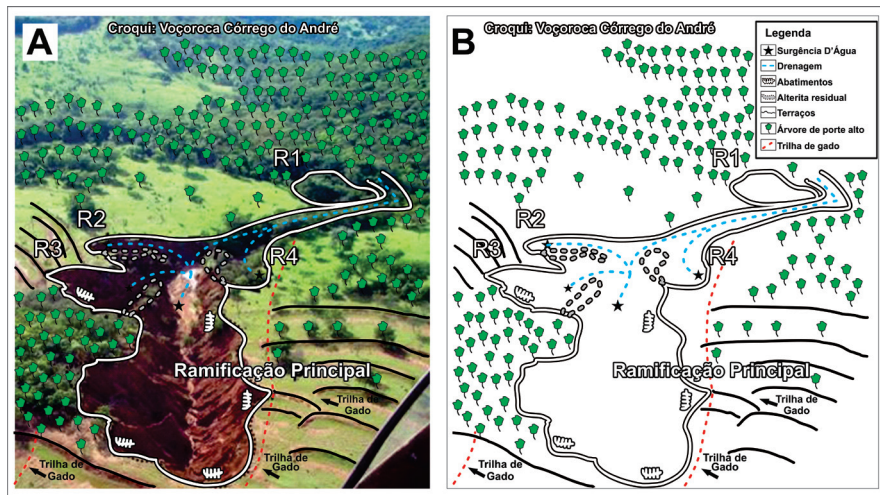 A
Croqui: Voçoroca Córrego do André
R1
R2
R3
R4
Ramificação Principal
Trilha de
Gado
Trilha de
Gado
Trilha de
Gado
B
Croqui: Voçoroca Córrego do André
Legenda
Surgência D'Água
Drenagem
Abatimentos
Alterita residual
Terraços
Árvore de porte alto
Trilha de gado
R1
R2
R3
R4
Ramificação Principal
Trilha de
Gado
Trilha de
Gado
Trilha de
Gado